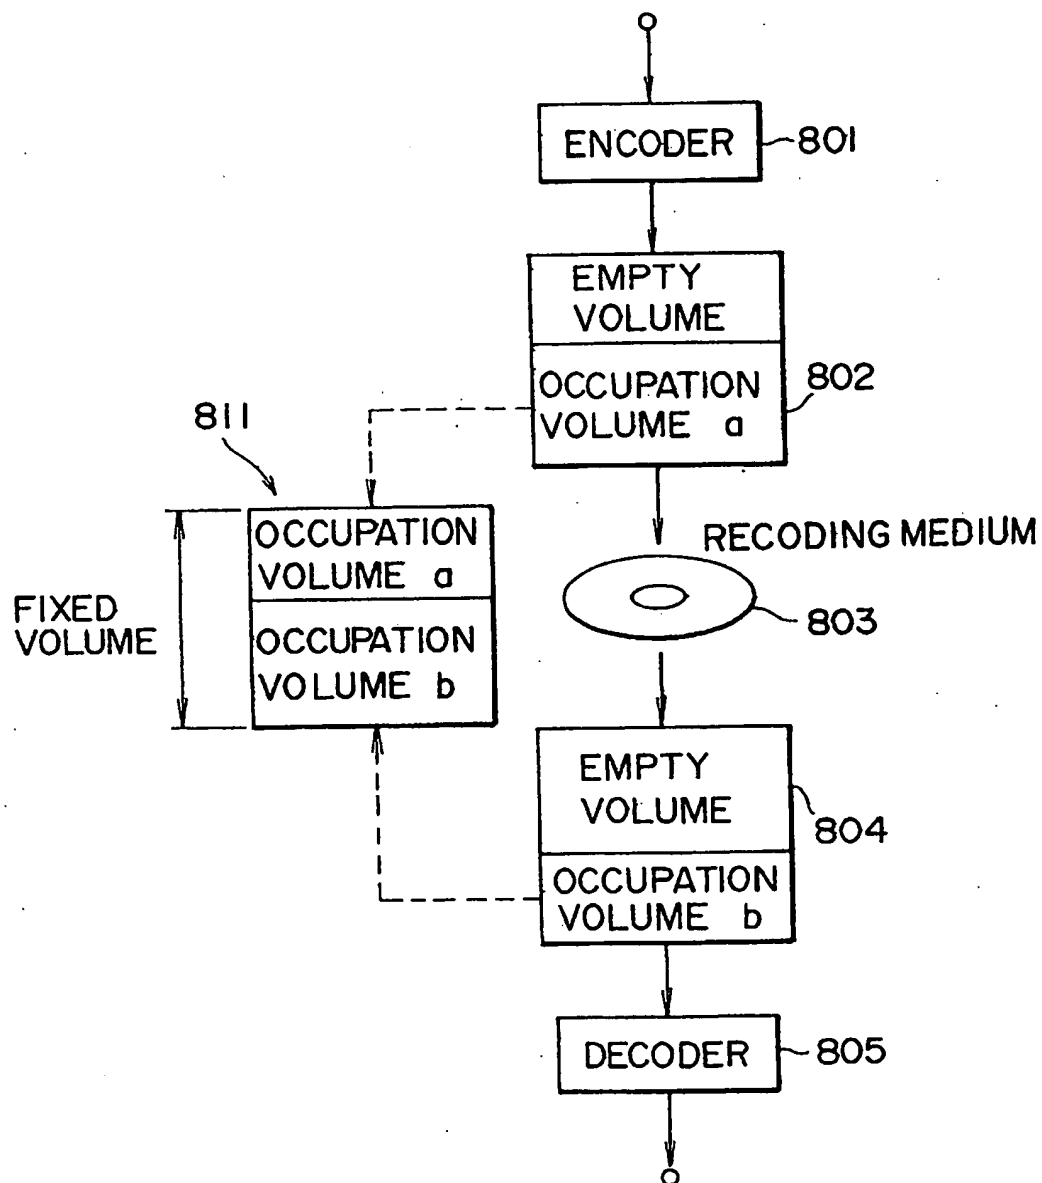 ENCODER
801
EMPTY
VOLUME
OCCUPATION
VOLUME a
802
811
OCCUPATION
VOLUME a
OCCUPATION
VOLUME b
FIXED
VOLUME
RECODING MEDIUM
803
EMPTY
VOLUME
804
OCCUPATION
VOLUME b
DECODER
805